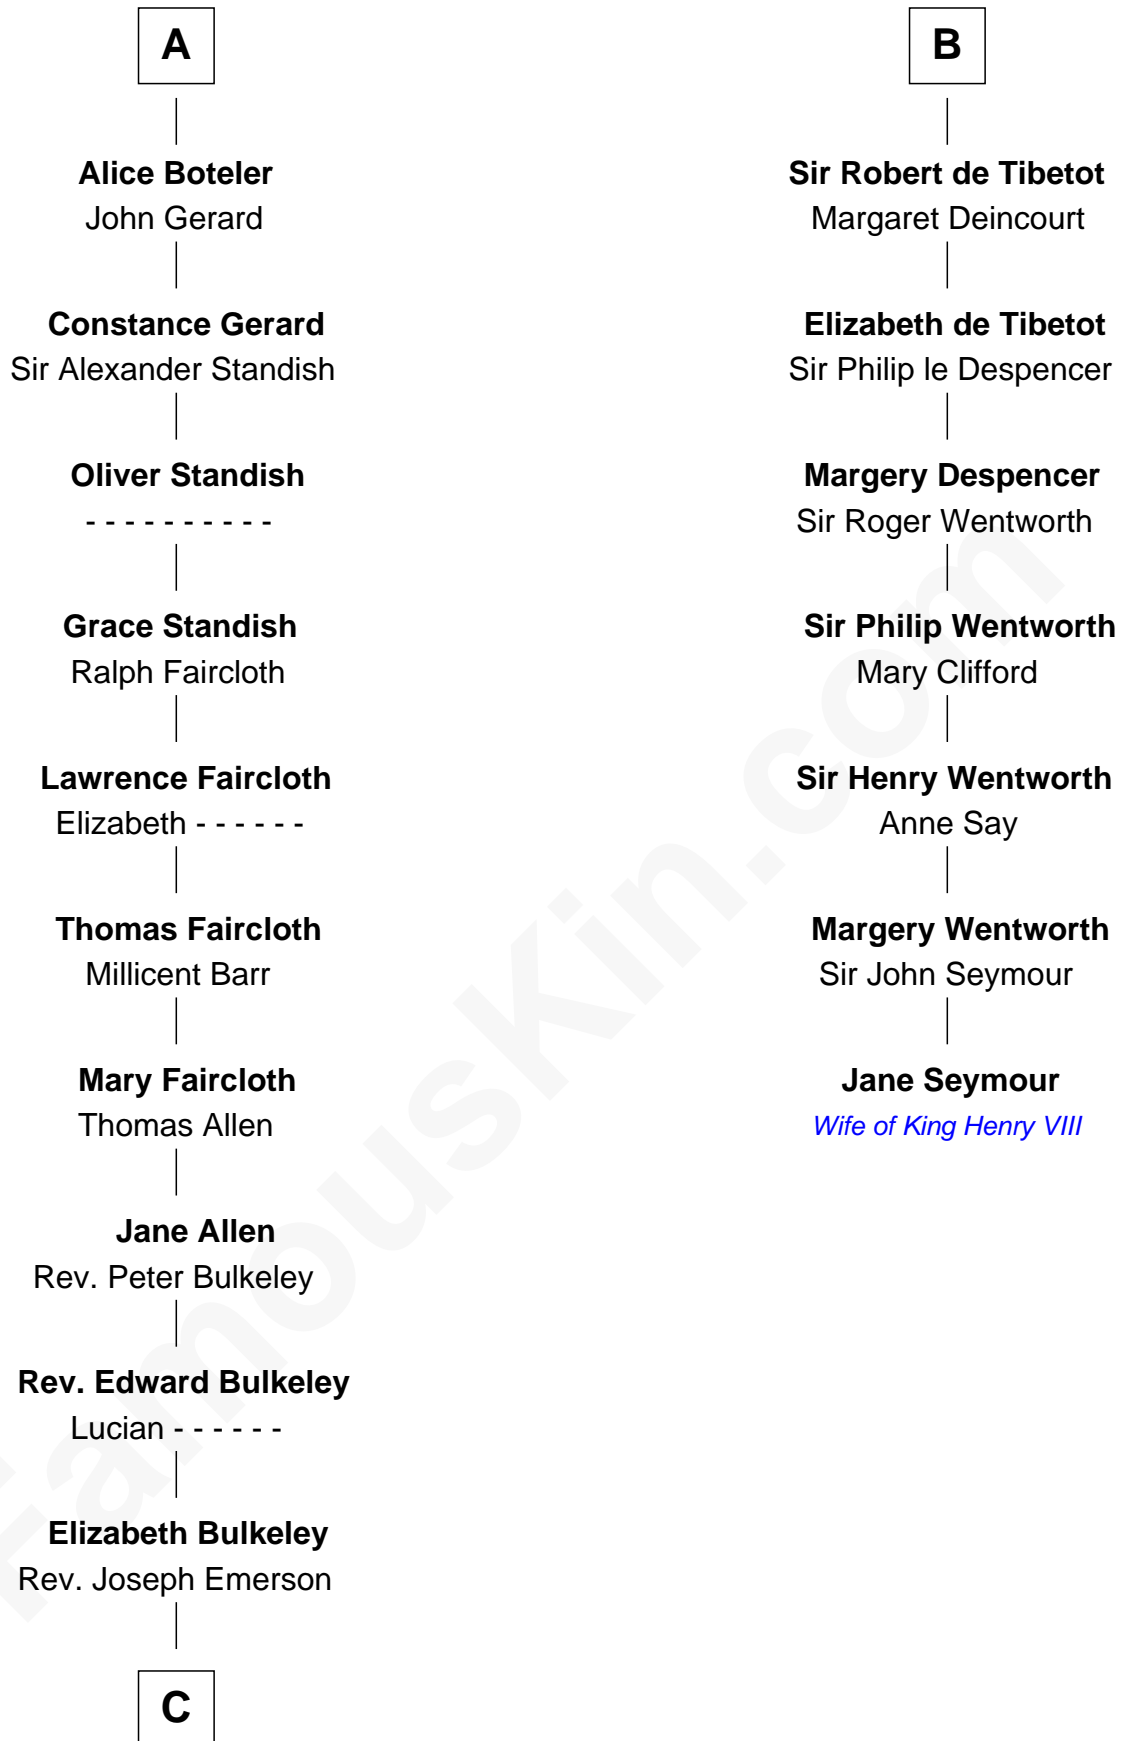 A
Alice Boteler
John Gerard
Constance Gerard
Sir Alexander Standish
Oliver Standish
- - - - - - - - - -
Grace Standish
Ralph Faircloth
Lawrence Faircloth
Elizabeth - - - - - -
Thomas Faircloth
Millicent Barr
Mary Faircloth
Thomas Allen
Jane Allen
Rev. Peter Bulkeley
Rev. Edward Bulkeley
Lucian - - - - - -
Elizabeth Bulkeley
Rev. Joseph Emerson
C
B
Sir Robert de Tibetot
Margaret Deincourt
Elizabeth de Tibetot
Sir Philip le Despencer
Margery Despencer
Sir Roger Wentworth
Sir Philip Wentworth
Mary Clifford
Sir Henry Wentworth
Anne Say
Margery Wentworth
Sir John Seymour
Jane Seymour
Wife of King Henry VIII
FamousKin.com